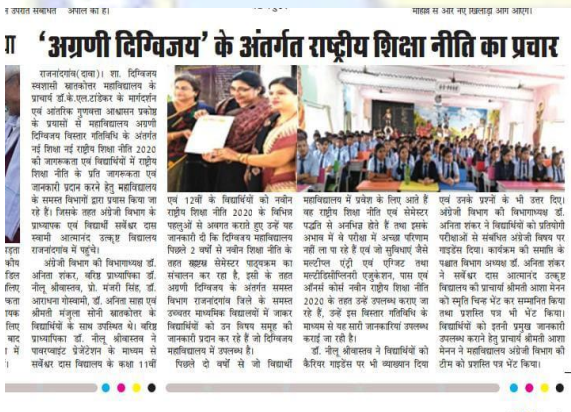 उपरांत संबंधित अपील की है।
मोहल्ले से और नए खिलाड़ी आगे आएंगे।
‘अग्रणी दिग्विजय’ के अंतर्गत राष्ट्रीय शिक्षा नीति का प्रचार
राजनांदगांव(दावा)। शा. दिग्विजय
स्वशासी स्नातकोत्तर महाविद्यालय के
प्राचार्य डॉ.के.एल.टांडेकर के मार्गदर्शन
एवं आंतरिक गुणवत्ता आश्वासन प्रकोष्ठ
के प्रयासों से महाविद्यालय अग्रणी
दिग्विजय विस्तार गतिविधि के अंतर्गत
नई शिक्षा नई राष्ट्रीय शिक्षा नीति 2020
की जागरूकता एवं विद्यार्थियों में राष्ट्रीय
शिक्षा नीति के प्रति जागरूकता एवं
जानकारी प्रदान करने हेतु महाविद्यालय
के समस्त विभागों द्वारा प्रयास किया जा
रहे हैं। जिसके तहत अंग्रेजी विभाग के
प्राध्यापक एवं विद्यार्थी सर्वेश्वर दास
स्वामी आत्मानंद उत्कृष्ट विद्यालय
राजनांदगांव में पहुंचे।
अंग्रेजी विभाग की विभागाध्यक्ष डॉ.
अनिता शंकर, वरिष्ठ प्राध्यापिका डॉ.
नीलू श्रीवास्तव, प्रो. मंजरी सिंह, डॉ.
आराधना गोस्वामी, डॉ. अनिता साहा एवं
श्रीमती मंजुला सोनी स्नातकोत्तर के
विद्यार्थियों के साथ उपस्थित थे। वरिष्ठ
प्राध्यापिका डॉ. नीलू श्रीवास्तव ने
पावरप्वाइंट प्रेजेंटेशन के माध्यम से
सर्वेश्वर दास विद्यालय के कक्षा 11वीं
एवं 12वीं के विद्यार्थियों को नवीन
राष्ट्रीय शिक्षा नीति 2020 के विभिन्न
पहलुओं से अवगत कराते हुए उन्हें यह
जानकारी दी कि दिग्विजय महाविद्यालय
पिछले 2 वर्षों से नवीन शिक्षा नीति के
तहत पाठ्यक्रम का
संचालन कर रहा है, इसी के तहत
अग्रणी दिग्विजय के अंतर्गत समस्त
विभाग राजनांदगांव जिले के समस्त
उच्चतर माध्यमिक विद्यालयों में जाकर
विद्यार्थियों को उन विषय समूह की
जानकारी प्रदान कर रहे हैं जो दिग्विजय
महाविद्यालय में उपलब्ध है।
पिछले दो वर्षों से जो विद्यार्थी
महाविद्यालय में प्रवेश के लिए आते हैं
वह राष्ट्रीय शिक्षा नीति एवं सेमेस्टर
पद्धति से अनभिज्ञ होते हैं तथा इसके
अभाव में वे परीक्षा में अच्छा परिणाम
नहीं ला पा रहे हैं एवं जो सुविधाएं जैसे
मल्टीपल एंट्री एवं एग्जिट तथा
मल्टीडिसीप्लिनरी एजुकेशन, पास एवं
ऑनर्स कोर्स नवीन राष्ट्रीय शिक्षा नीति
2020 के तहत उन्हें उपलब्ध कराए जा
रहे हैं, उन्हें इस विस्तार गतिविधि के
माध्यम से यह सारी जानकारियां उपलब्ध
कराई जा रही है।
डॉ. नीलू श्रीवास्तव ने विद्यार्थियों को
कैरियर गाइडेंस पर भी व्याख्यान दिया
एवं उनके प्रश्नों के भी उत्तर दिए।
अंग्रेजी विभाग की विभागाध्यक्ष डॉ.
अनिता शंकर ने विद्यार्थियों को प्रतियोगी
परीक्षाओं से संबंधित अंग्रेजी विषय पर
गाइडेंस दिया। कार्यक्रम की समाप्ति के
पश्चात विभाग अध्यक्ष डॉ. अनीता शंकर
ने सर्वेश्वर दास आत्मानंद उत्कृष्ट
विद्यालय की प्राचार्या श्रीमती आशा मेनन
को स्मृति चिन्ह भेंट कर सम्मानित किया
तथा प्रशस्ति पत्र भी भेंट किया।
विद्यार्थियों को इतनी प्रमुख जानकारी
उपलब्ध कराने हेतु प्राचार्य श्रीमती आशा
मेनन ने महाविद्यालय अंग्रेजी विभाग की
टीम को प्रशस्ति पत्र भेंट किया।